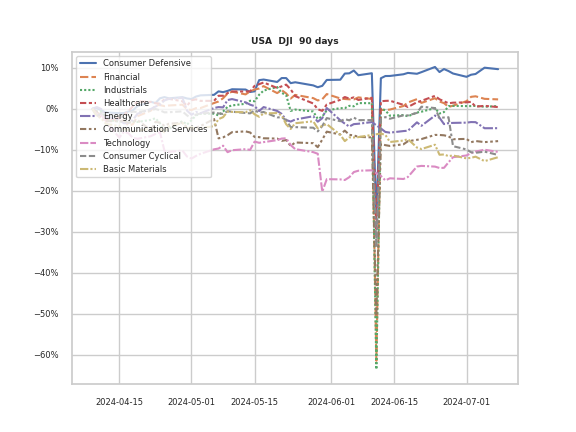 USA DJI 90 days
10%
0%
−10%
−20%
−30%
−40%
−50%
−60%
Consumer Defensive
Financial
Industrials
Healthcare
Energy
Communication Services
Technology
Consumer Cyclical
Basic Materials
2024-04-15
2024-05-01
2024-05-15
2024-06-01
2024-06-15
2024-07-01